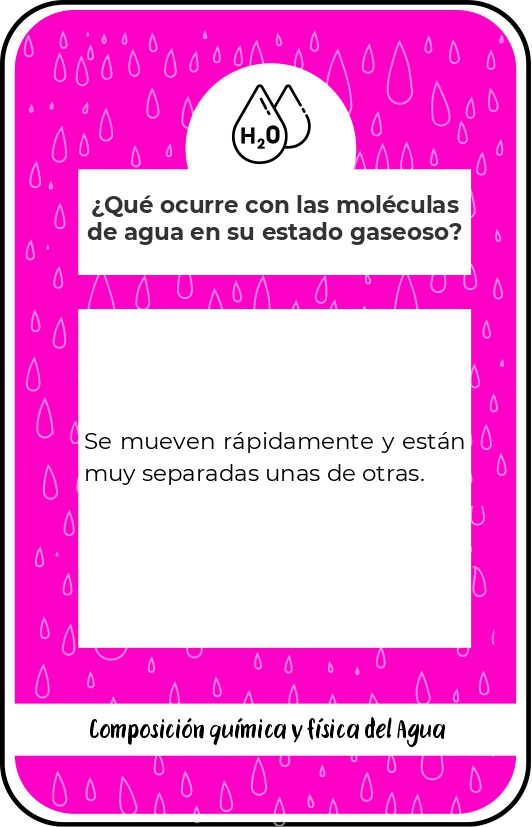 H₂O
¿Qué ocurre con las moléculas
de agua en su estado gaseoso?
Se mueven rápidamente y están
muy separadas unas de otras.
Composición química y física del Agua